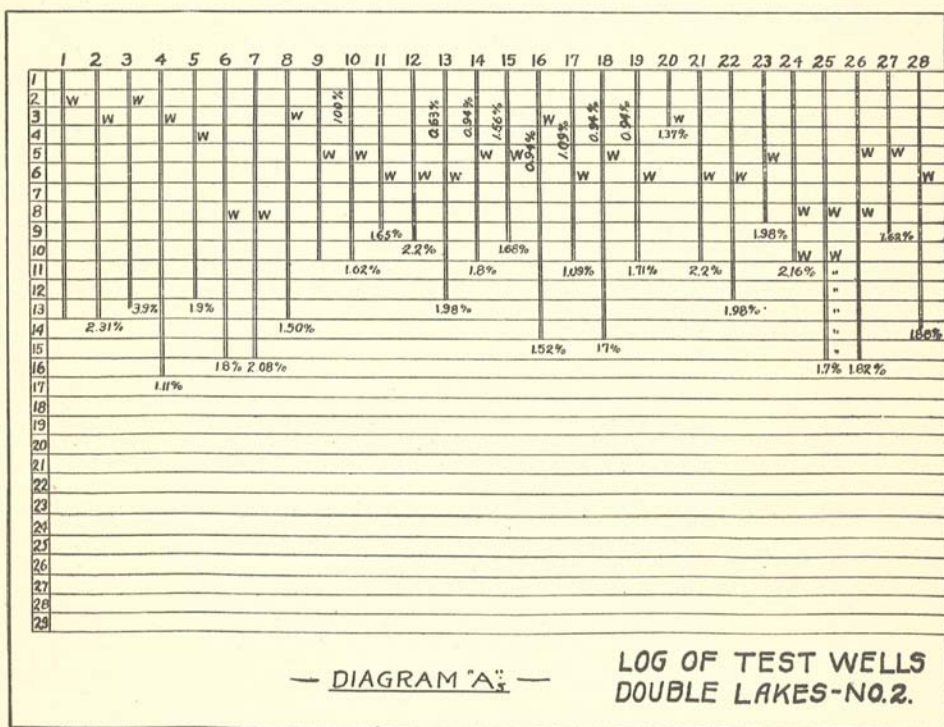 1 2 3 4 5 6 7 8 9 10 11 12 13 14 15 16 17 18 19 20 21 22 23 24 25 26 27 28
1
2 W W
3 W W W 100% 0.63% 0.94% 1.56% W 1.09% 0.94% 0.94% W
4 W 0.94% 1.37%
5 W W W W W W W W
6 W W W W W W W W
7
8 W W W W W
9 1.65% 1.98% 1.62%
10 2.2% 1.68% W W
11 1.02% 1.8% 1.09% 1.71% 2.2% 2.16% "
12 "
13 3.9% 1.9% 1.98% 1.98% "
14 2.31% 1.50% 1.88% "
15 1.52% 17% "
16 1.8% 2.08% 1.7% 1.82%
17 1.11%
18
19
20
21
22
23
24
25
26
27
28
29
— DIAGRAM "A" —
LOG OF TEST WELLS
DOUBLE LAKES-NO.2.